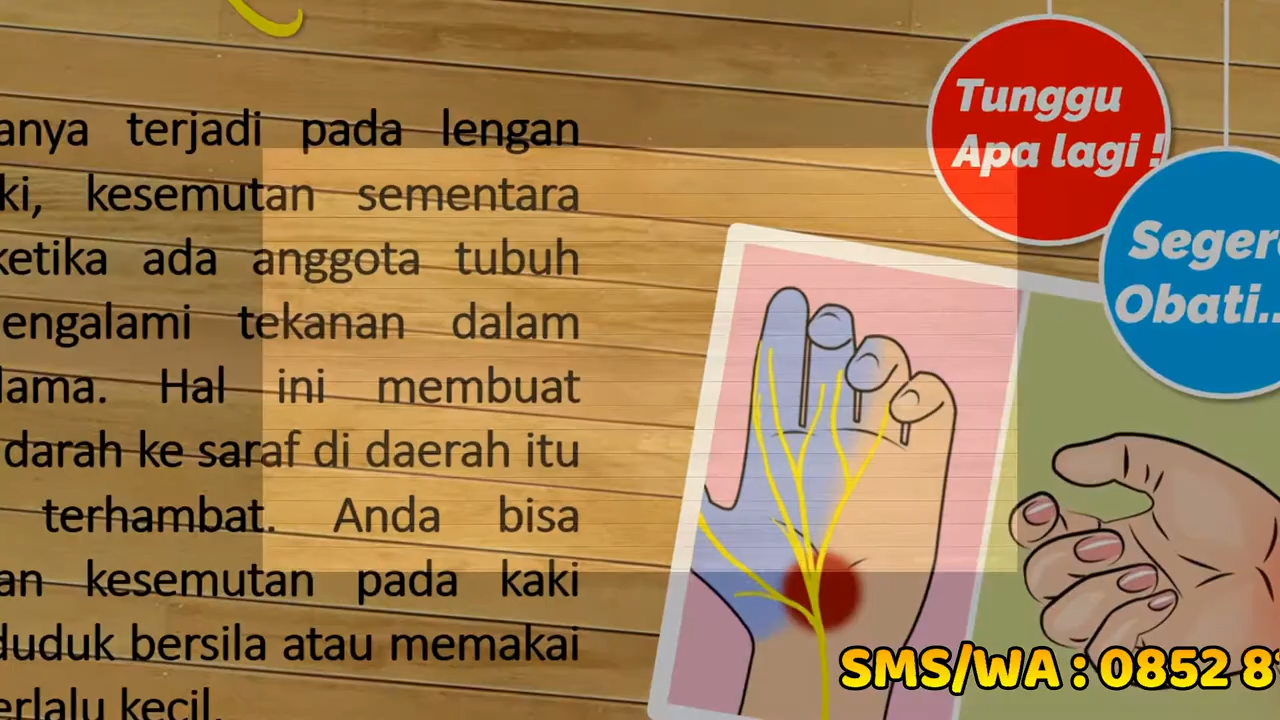 anya terjadi pada lengan
ki, kesemutan sementara
ketika ada anggota tubuh
engalami tekanan dalam
lama. Hal ini membuat
darah ke saraf di daerah itu
terhambat. Anda bisa
an kesemutan pada kaki
duduk bersila atau memakai
erlalu kecil.
Tunggu
Apa lagi !
Seger
Obati..
SMS/WA : 0852 8